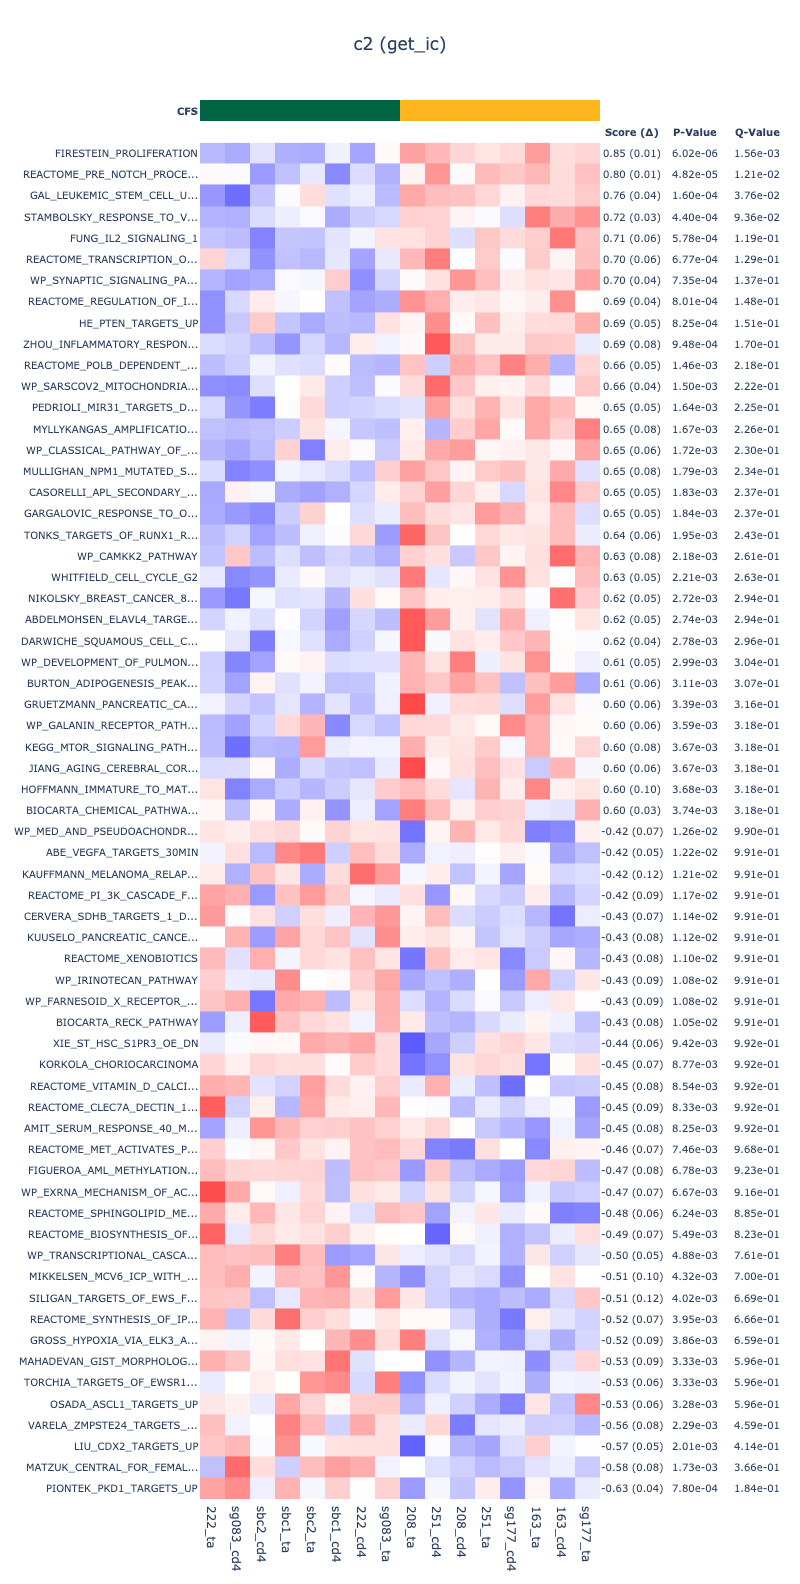 c2 (get_ic)
CFS
Score (Δ) P-Value Q-Value
FIRESTEIN_PROLIFERATION 0.85 (0.01) 6.02e-06 1.56e-03
REACTOME_PRE_NOTCH_PROCE... 0.80 (0.01) 4.82e-05 1.21e-02
GAL_LEUKEMIC_STEM_CELL_U... 0.76 (0.04) 1.60e-04 3.76e-02
STAMBOLSKY_RESPONSE_TO_V... 0.72 (0.03) 4.40e-04 9.36e-02
FUNG_IL2_SIGNALING_1 0.71 (0.06) 5.78e-04 1.19e-01
REACTOME_TRANSCRIPTION_O... 0.70 (0.06) 6.77e-04 1.29e-01
WP_SYNAPTIC_SIGNALING_PA... 0.70 (0.04) 7.35e-04 1.37e-01
REACTOME_REGULATION_OF_I... 0.69 (0.04) 8.01e-04 1.48e-01
HE_PTEN_TARGETS_UP 0.69 (0.05) 8.25e-04 1.51e-01
ZHOU_INFLAMMATORY_RESPON... 0.69 (0.08) 9.48e-04 1.70e-01
REACTOME_POLB_DEPENDENT_... 0.66 (0.05) 1.46e-03 2.18e-01
WP_SARSCOV2_MITOCHONDRIA... 0.66 (0.04) 1.50e-03 2.22e-01
PEDRIOLI_MIR31_TARGETS_D... 0.65 (0.05) 1.64e-03 2.25e-01
MYLLYKANGAS_AMPLIFICATIO... 0.65 (0.08) 1.67e-03 2.26e-01
WP_CLASSICAL_PATHWAY_OF_... 0.65 (0.06) 1.72e-03 2.30e-01
MULLIGHAN_NPM1_MUTATED_S... 0.65 (0.08) 1.79e-03 2.34e-01
CASORELLI_APL_SECONDARY_... 0.65 (0.05) 1.83e-03 2.37e-01
GARGALOVIC_RESPONSE_TO_O... 0.65 (0.05) 1.84e-03 2.37e-01
TONKS_TARGETS_OF_RUNX1_R... 0.64 (0.06) 1.95e-03 2.43e-01
WP_CAMKK2_PATHWAY 0.63 (0.08) 2.18e-03 2.61e-01
WHITFIELD_CELL_CYCLE_G2 0.63 (0.05) 2.21e-03 2.63e-01
NIKOLSKY_BREAST_CANCER_8... 0.62 (0.05) 2.72e-03 2.94e-01
ABDELMOHSEN_ELAVL4_TARGE... 0.62 (0.05) 2.74e-03 2.94e-01
DARWICHE_SQUAMOUS_CELL_C... 0.62 (0.04) 2.78e-03 2.96e-01
WP_DEVELOPMENT_OF_PULMON... 0.61 (0.05) 2.99e-03 3.04e-01
BURTON_ADIPOGENESIS_PEAK... 0.61 (0.06) 3.11e-03 3.07e-01
GRUETZMANN_PANCREATIC_CA... 0.60 (0.06) 3.39e-03 3.16e-01
WP_GALANIN_RECEPTOR_PATH... 0.60 (0.06) 3.59e-03 3.18e-01
KEGG_MTOR_SIGNALING_PATH... 0.60 (0.08) 3.67e-03 3.18e-01
JIANG_AGING_CEREBRAL_COR... 0.60 (0.06) 3.67e-03 3.18e-01
HOFFMANN_IMMATURE_TO_MAT... 0.60 (0.10) 3.68e-03 3.18e-01
BIOCARTA_CHEMICAL_PATHWA... 0.60 (0.03) 3.74e-03 3.18e-01
WP_MED_AND_PSEUDOACHONDR... -0.42 (0.07) 1.26e-02 9.90e-01
ABE_VEGFA_TARGETS_30MIN -0.42 (0.05) 1.22e-02 9.91e-01
KAUFFMANN_MELANOMA_RELAP... -0.42 (0.12) 1.21e-02 9.91e-01
REACTOME_PI_3K_CASCADE_F... -0.42 (0.09) 1.17e-02 9.91e-01
CERVERA_SDHB_TARGETS_1_D... -0.43 (0.07) 1.14e-02 9.91e-01
KUUSELO_PANCREATIC_CANCE... -0.43 (0.08) 1.12e-02 9.91e-01
REACTOME_XENOBIOTICS -0.43 (0.08) 1.10e-02 9.91e-01
WP_IRINOTECAN_PATHWAY -0.43 (0.09) 1.08e-02 9.91e-01
WP_FARNESOID_X_RECEPTOR_... -0.43 (0.09) 1.08e-02 9.91e-01
BIOCARTA_RECK_PATHWAY -0.43 (0.08) 1.05e-02 9.91e-01
XIE_ST_HSC_S1PR3_OE_DN -0.44 (0.06) 9.42e-03 9.92e-01
KORKOLA_CHORIOCARCINOMA -0.45 (0.07) 8.77e-03 9.92e-01
REACTOME_VITAMIN_D_CALCI... -0.45 (0.08) 8.54e-03 9.92e-01
REACTOME_CLEC7A_DECTIN_1... -0.45 (0.09) 8.33e-03 9.92e-01
AMIT_SERUM_RESPONSE_40_M... -0.45 (0.08) 8.25e-03 9.92e-01
REACTOME_MET_ACTIVATES_P... -0.46 (0.07) 7.46e-03 9.68e-01
FIGUEROA_AML_METHYLATION... -0.47 (0.08) 6.78e-03 9.23e-01
WP_EXRNA_MECHANISM_OF_AC... -0.47 (0.07) 6.67e-03 9.16e-01
REACTOME_SPHINGOLIPID_ME... -0.48 (0.06) 6.24e-03 8.85e-01
REACTOME_BIOSYNTHESIS_OF... -0.49 (0.07) 5.49e-03 8.23e-01
WP_TRANSCRIPTIONAL_CASCA... -0.50 (0.05) 4.88e-03 7.61e-01
MIKKELSEN_MCV6_ICP_WITH_... -0.51 (0.10) 4.32e-03 7.00e-01
SILIGAN_TARGETS_OF_EWS_F... -0.51 (0.12) 4.02e-03 6.69e-01
REACTOME_SYNTHESIS_OF_IP... -0.52 (0.07) 3.95e-03 6.66e-01
GROSS_HYPOXIA_VIA_ELK3_A... -0.52 (0.09) 3.86e-03 6.59e-01
MAHADEVAN_GIST_MORPHOLOG... -0.53 (0.09) 3.33e-03 5.96e-01
TORCHIA_TARGETS_OF_EWSR1... -0.53 (0.06) 3.33e-03 5.96e-01
OSADA_ASCL1_TARGETS_UP -0.53 (0.06) 3.28e-03 5.96e-01
VARELA_ZMPSTE24_TARGETS_... -0.56 (0.08) 2.29e-03 4.59e-01
LIU_CDX2_TARGETS_UP -0.57 (0.05) 2.01e-03 4.14e-01
MATZUK_CENTRAL_FOR_FEMAL... -0.58 (0.08) 1.73e-03 3.66e-01
PIONTEK_PKD1_TARGETS_UP -0.63 (0.04) 7.80e-04 1.84e-01
222_ta
sg083_cd4
sbc2_cd4
sbc1_ta
sbc2_ta
sbc1_cd4
222_cd4
sg083_ta
208_ta
251_cd4
208_cd4
251_ta
sg177_cd4
163_ta
163_cd4
sg177_ta